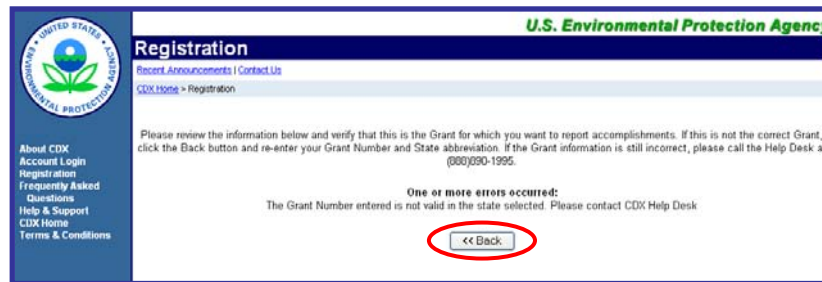 U.S. Environmental Protection Agency
Registration
Recent Announcements | Contact Us
CDX Home > Registration
UNITED STATES
ENVIRONMENTAL PROTECTION AGENCY
About CDX
Account Login
Registration
Frequently Asked
Questions
Help & Support
CDX Home
Terms & Conditions
Please review the information below and verify that this is the Grant for which you want to report accomplishments. If this is not the correct Grant,
click the Back button and re-enter your Grant Number and State abbreviation. If the Grant information is still incorrect, please call the Help Desk a
(888)890-1995.
One or more errors occurred:
The Grant Number entered is not valid in the state selected. Please contact CDX Help Desk
<< Back